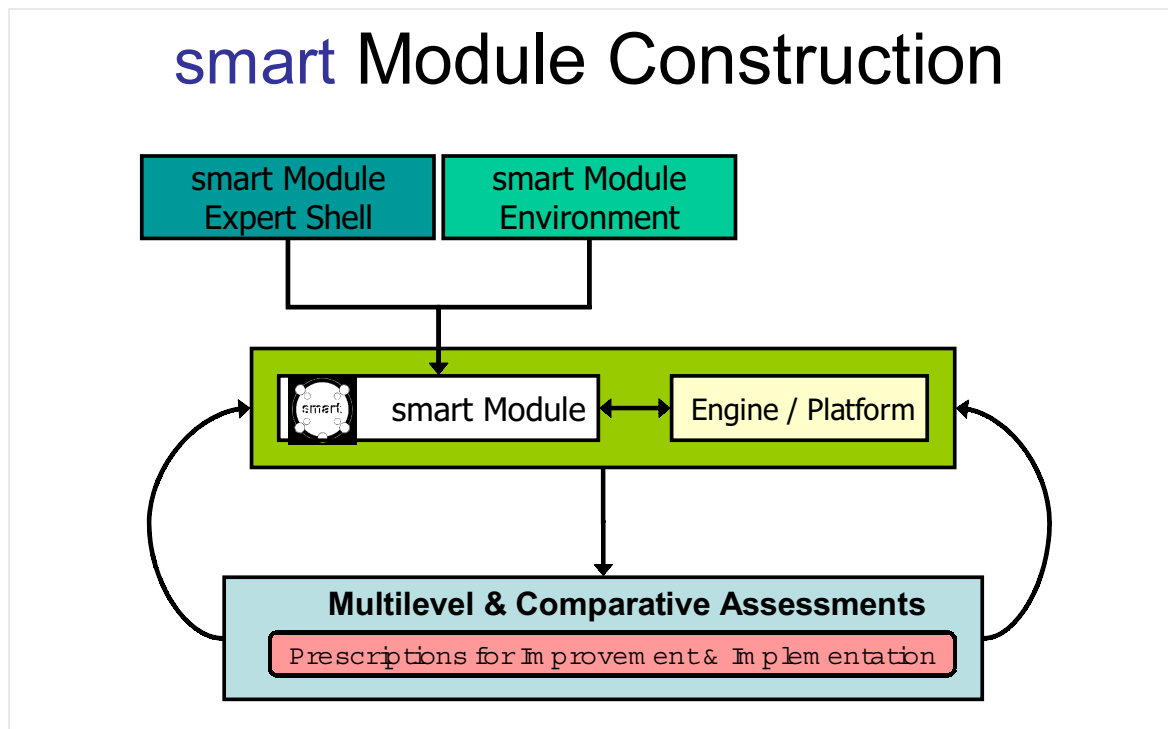 smart Module Construction
smart Module
Expert Shell
smart Module
Environment
smart
smart Module
Engine / Platform
Multilevel & Comparative Assessments
Prescriptions for Improvement & Implementation